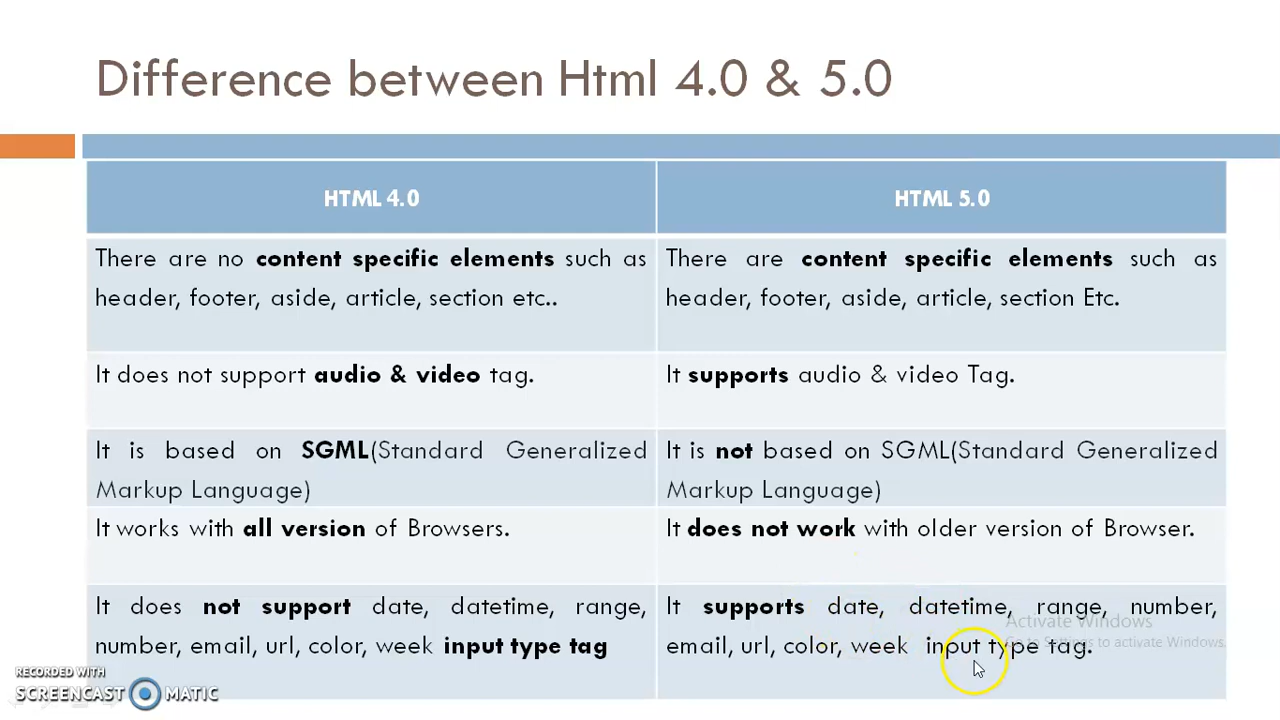 Difference between Html 4.0 & 5.0
HTML 4.0
HTML 5.0
There are no content specific elements such as
header, footer, aside, article, section etc..
There are content specific elements such as
header, footer, aside, article, section Etc.
It does not support audio & video tag.
It supports audio & video Tag.
It is based on SGML(Standard Generalized
Markup Language)
It is not based on SGML(Standard Generalized
Markup Language)
It works with all version of Browsers.
It does not work with older version of Browser.
It does not support date, datetime, range,
number, email, url, color, week input type tag
It supports date, datetime, range, number,
email, url, color, week input type tag.
Activate Windows
Go to Settings to activate Windows.
RECORDED WITH
SCREENCAST MATIC